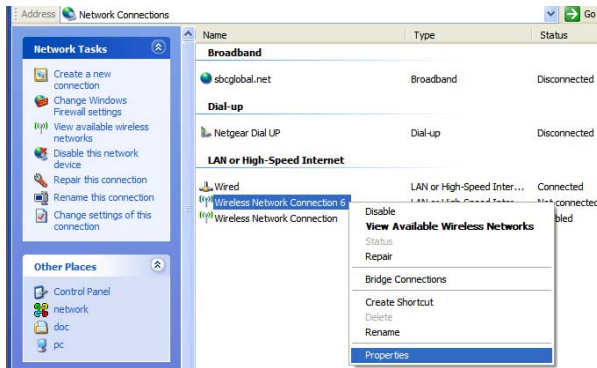 Address Network Connections Go
Network Tasks
Create a new
connection
Change Windows
Firewall settings
View available wireless
networks
Disable this network
device
Repair this connection
Rename this connection
Change settings of this
connection
Other Places
Control Panel
network
doc
pc
Name Type Status
Broadband
sbcglobal.net Broadband Disconnected
Dial-up
Netgear Dial UP Dial-up Disconnected
LAN or High-Speed Internet
Wired LAN or High-Speed Inter... Connected
Wireless Network Connection 6
Wireless Network Connection
Disable
View Available Wireless Networks
Status
Repair
Bridge Connections
Create Shortcut
Delete
Rename
Properties